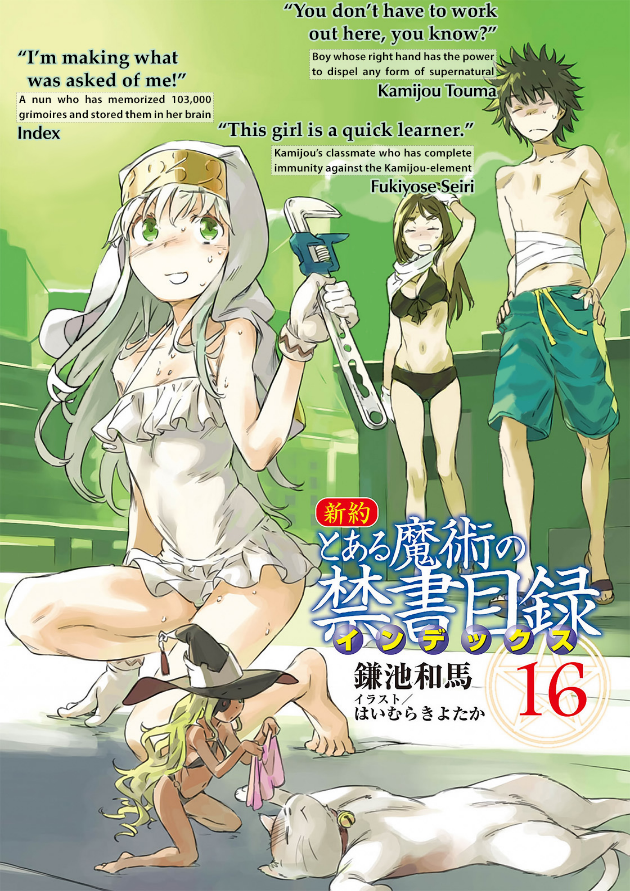 “You don’t have to work
out here, you know?”
Boy whose right hand has the power
to dispel any form of supernatural
Kamijou Touma
“I’m making what
was asked of me!”
A nun who has memorized 103,000
grimoires and stored them in her brain
Index
“This girl is a quick learner.”
Kamijou’s classmate who has complete
immunity against the Kamijou-element
Fukiyose Seiri
新約
とある魔術の
禁書目録
インデックス
鎌池和馬
イラスト/
はいむらきよたか
16